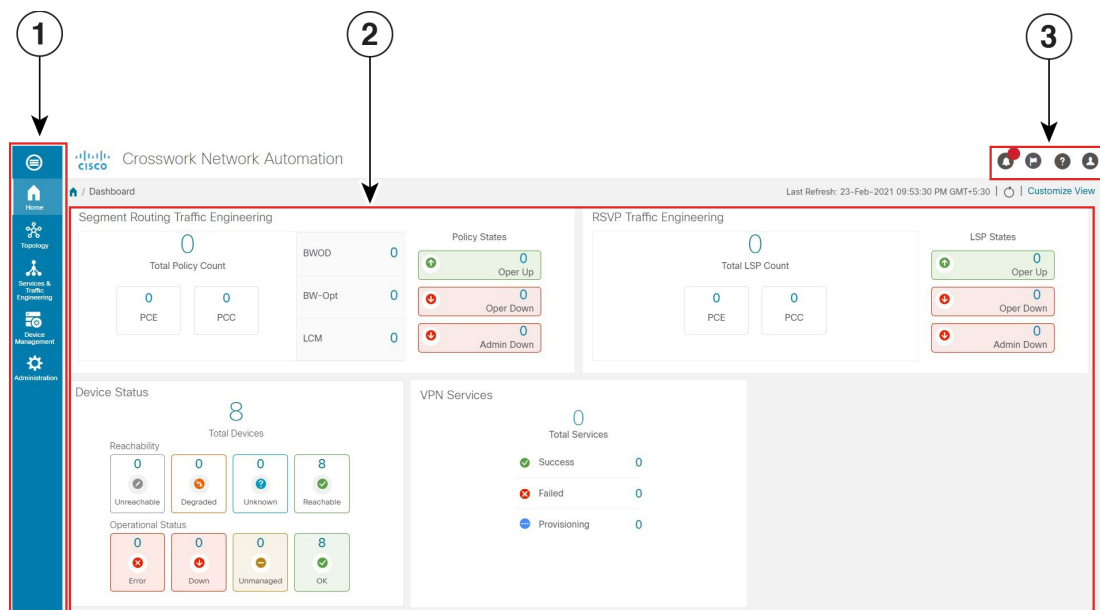 1
2
3
CISCO Crosswork Network Automation
Home
/ Dashboard
Last Refresh: 23-Feb-2021 09:53:30 PM GMT+5:30 | | Customize View
Topology
Services &
Traffic
Engineering
Device
Management
Administration
Segment Routing Traffic Engineering
0
Total Policy Count
0
PCE
0
PCC
BWOD 0
BW-Opt 0
LCM 0
Policy States
0
Oper Up
0
Oper Down
0
Admin Down
RSVP Traffic Engineering
0
Total LSP Count
0
PCE
0
PCC
LSP States
0
Oper Up
0
Oper Down
0
Admin Down
Device Status
8
Total Devices
Reachability
0
Unreachable
0
Degraded
0
?
Unknown
8
Reachable
Operational Status
0
Error
0
Down
0
Unmanaged
8
OK
VPN Services
0
Total Services
Success 0
Failed 0
Provisioning 0
?